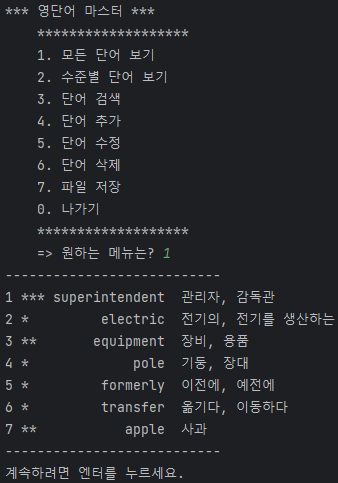 *** 영단어 마스터 ***
*******************
1. 모든 단어 보기
2. 수준별 단어 보기
3. 단어 검색
4. 단어 추가
5. 단어 수정
6. 단어 삭제
7. 파일 저장
0. 나가기
*******************
=> 원하는 메뉴는? 1
---------------------------
1 *** superintendent 관리자, 감독관
2 * electric 전기의, 전기를 생산하는
3 ** equipment 장비, 용품
4 * pole 기둥, 장대
5 * formerly 이전에, 예전에
6 * transfer 옮기다, 이동하다
7 ** apple 사과
---------------------------
계속하려면 엔터를 누르세요.